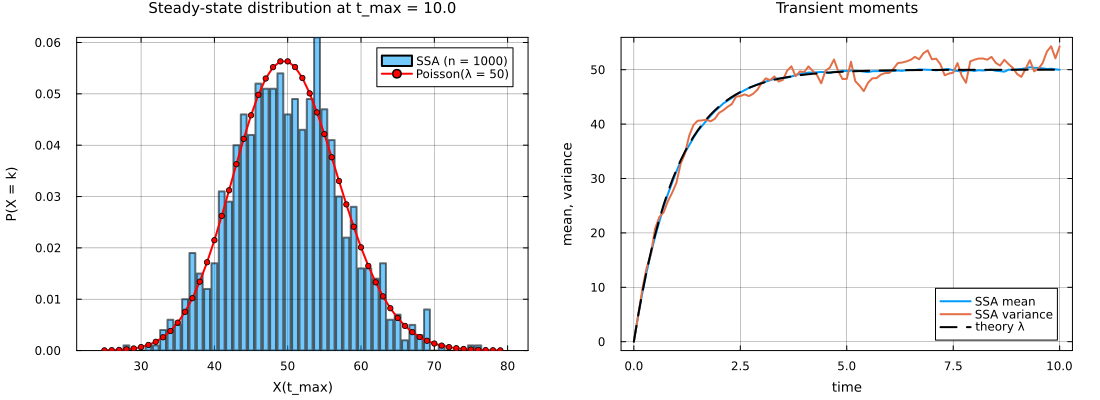 Steady-state distribution at t_max = 10.0
P(X = k)
0.06
0.05
0.04
0.03
0.02
0.01
0.00
SSA (n = 1000)
Poisson(λ = 50)
30
40
50
60
70
80
X(t_max)
Transient moments
mean, variance
50
40
30
20
10
0
SSA mean
SSA variance
theory λ
0.0
2.5
5.0
7.5
10.0
time